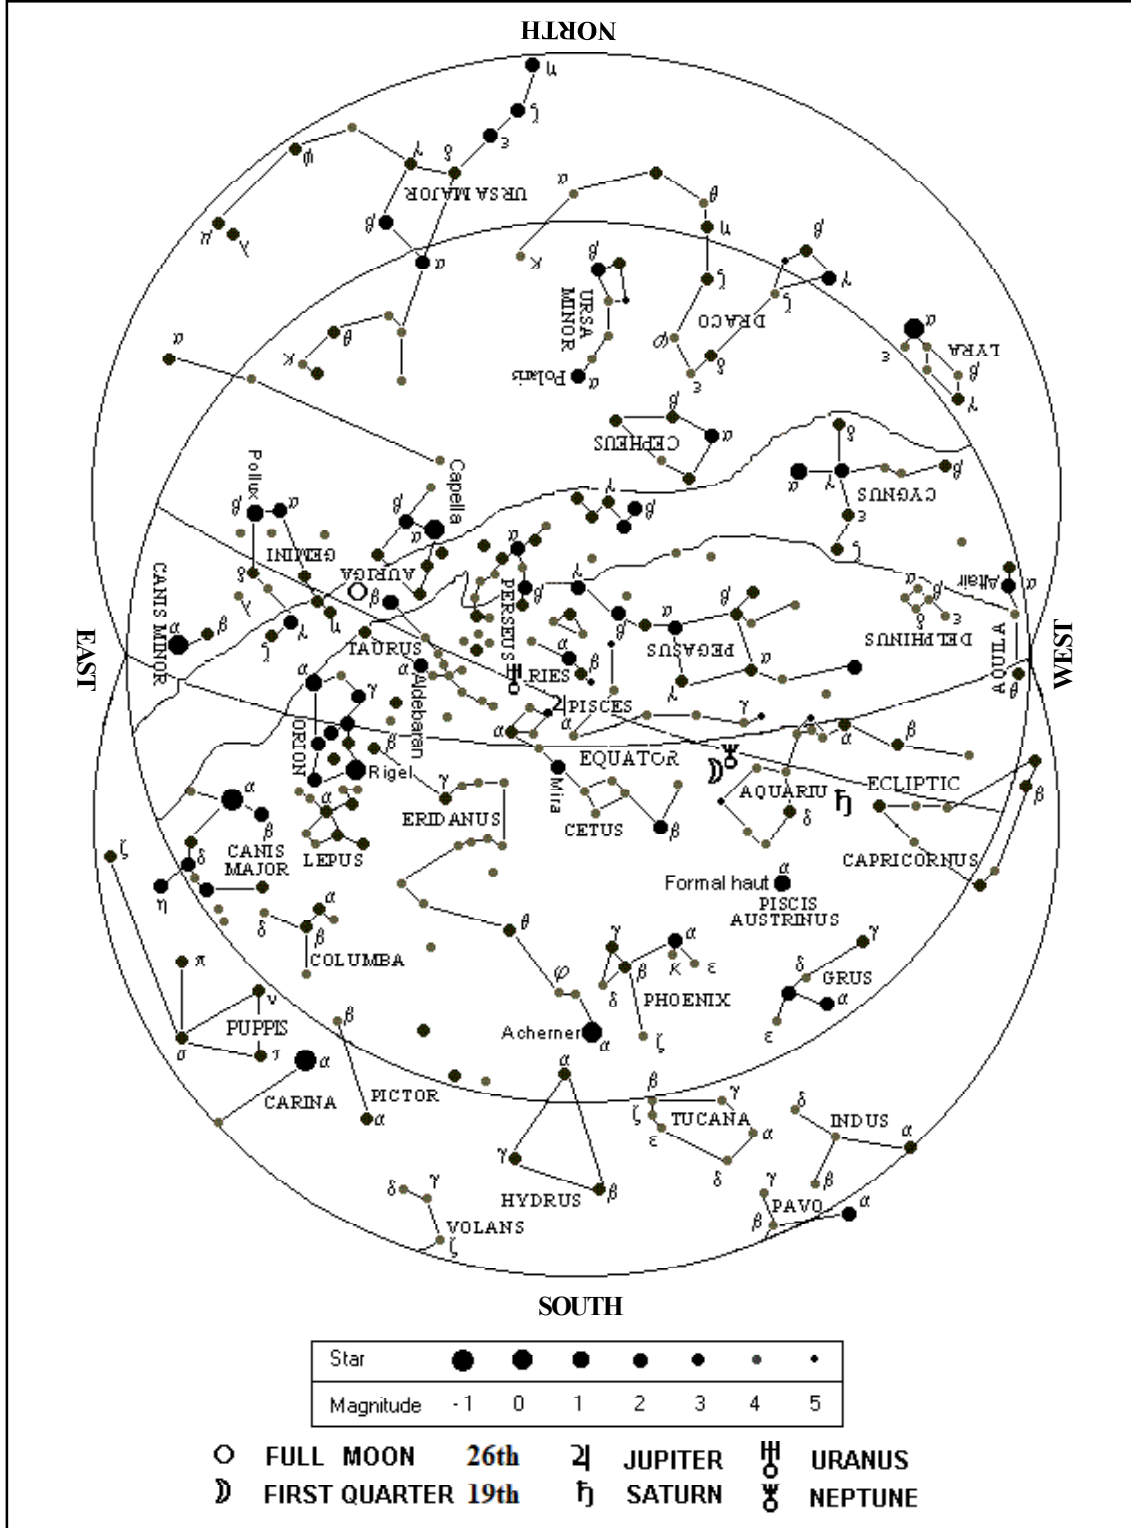 NORTH
η
ζ
ε
φ
γ
δ
URSA MAJOR
α
θ
μ
λ
β
η
β
α
κ
β
ζ
γ
URSA
MINOR
ζ
DRACO
α
θ
φ
α
ε
LYRA
κ
δ
β
Polaris
α
ε
γ
β
CEPHEUS
α
δ
Pollux
Capella
β
α
γ
CYGNUS
β
α
γ
β
β
α
ε
GEMINI
ζ
CANIS MINOR
AURIGA
PERSEUS
γ
Altair
α
δ
β
β
β
α
β
λ
η
β
α
DELPHINUS
ε
α
β
γ
TAURUS
α
PEGASUS
AQUILA
EAST
WEST
ζ
α
β
RIES
α
α
γ
Aldebaran
γ
θ
PISCES
α
γ
ORION
α
α
β
β
EQUATOR
Rigel
Mira
ECLIPTIC
γ
AQUARIU
β
α
α
ERIDANUS
CETUS
β
δ
β
CANIS
MAJOR
LEPUS
CAPRICORNUS
ζ
δ
α
Formal haut
PISCIS
AUSTRINUS
η
α
δ
β
θ
γ
α
γ
COLUMBA
β
κ
ε
δ
GRUS
π
φ
δ
PHOENIX
ν
α
PUPPIS
β
Acherner
α
ζ
ε
σ
τ
α
α
CARINA
PICTOR
β
γ
δ
α
ζ
TUCANA
α
INDUS
α
ε
γ
δ
β
δ
γ
HYDRUS
β
γ
PAVO
α
VOLANS
β
ζ
SOUTH
Star
Magnitude -1 0 1 2 3 4 5
○ FULL MOON 26th ♃ JUPITER ♅ URANUS
☽ FIRST QUARTER 19th ♄ SATURN ♆ NEPTUNE